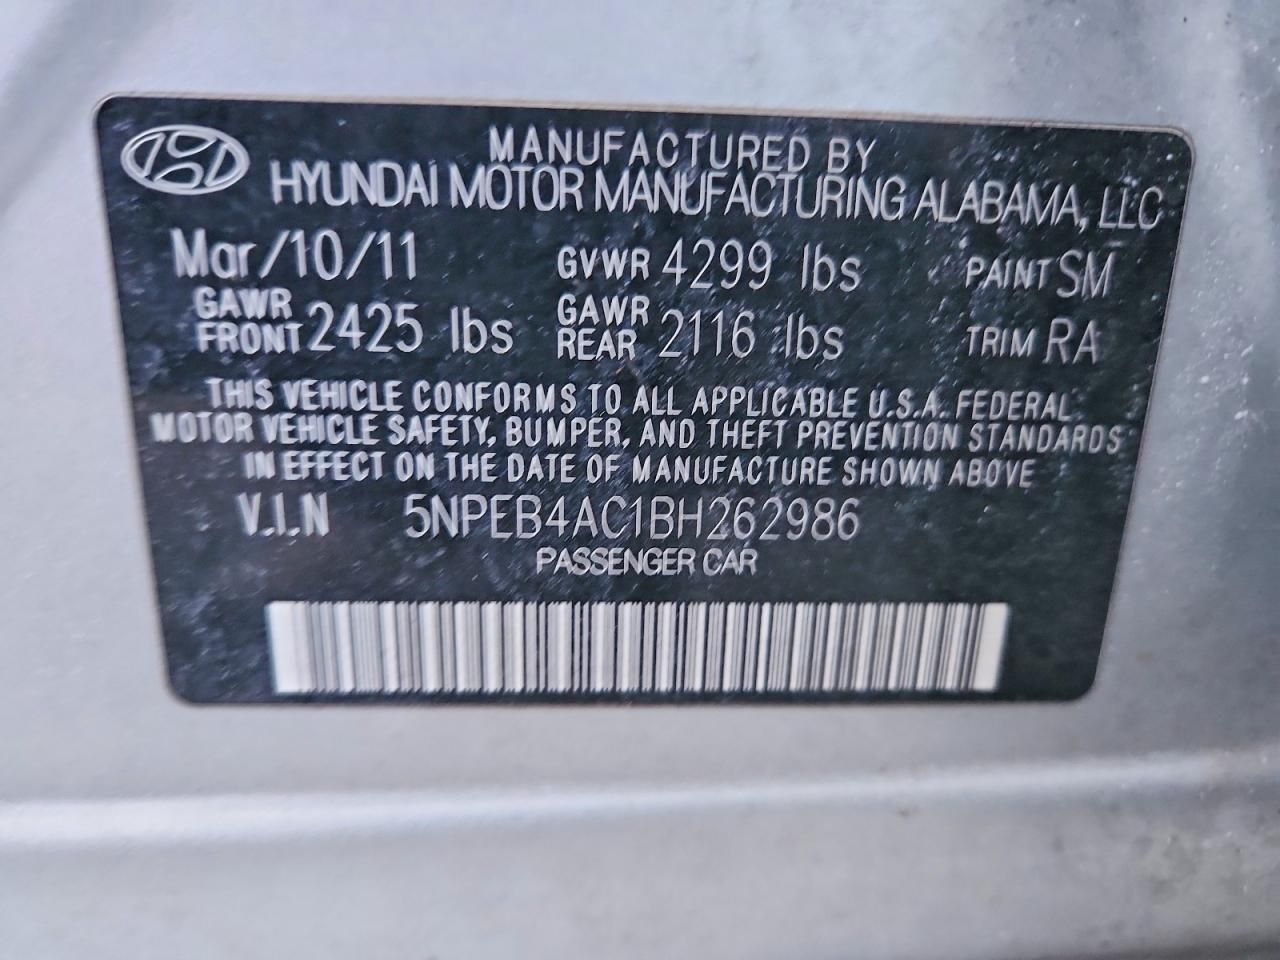 MANUFACTURED BY
HYUNDAI MOTOR MANUFACTURING ALABAMA, LLC
Mar/10/11 GVWR 4299 lbs PAINT SM
GAWR FRONT 2425 lbs GAWR REAR 2116 lbs TRIM RA
THIS VEHICLE CONFORMS TO ALL APPLICABLE U.S.A. FEDERAL
MOTOR VEHICLE SAFETY, BUMPER, AND THEFT PREVENTION STANDARDS
IN EFFECT ON THE DATE OF MANUFACTURE SHOWN ABOVE
V.I.N 5NPEB4AC1BH262986
PASSENGER CAR